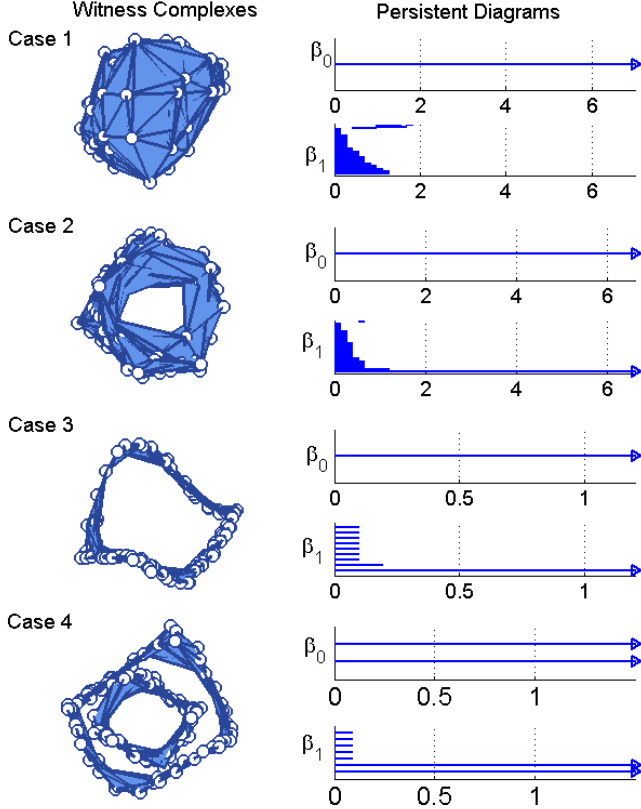 Witness Complexes
Persistent Diagrams
Case 1
β0
0 2 4 6
β1
0 2 4 6
Case 2
β0
0 2 4 6
β1
0 2 4 6
Case 3
β0
0 0.5 1
β1
0 0.5 1
Case 4
β0
0 0.5 1
β1
0 0.5 1